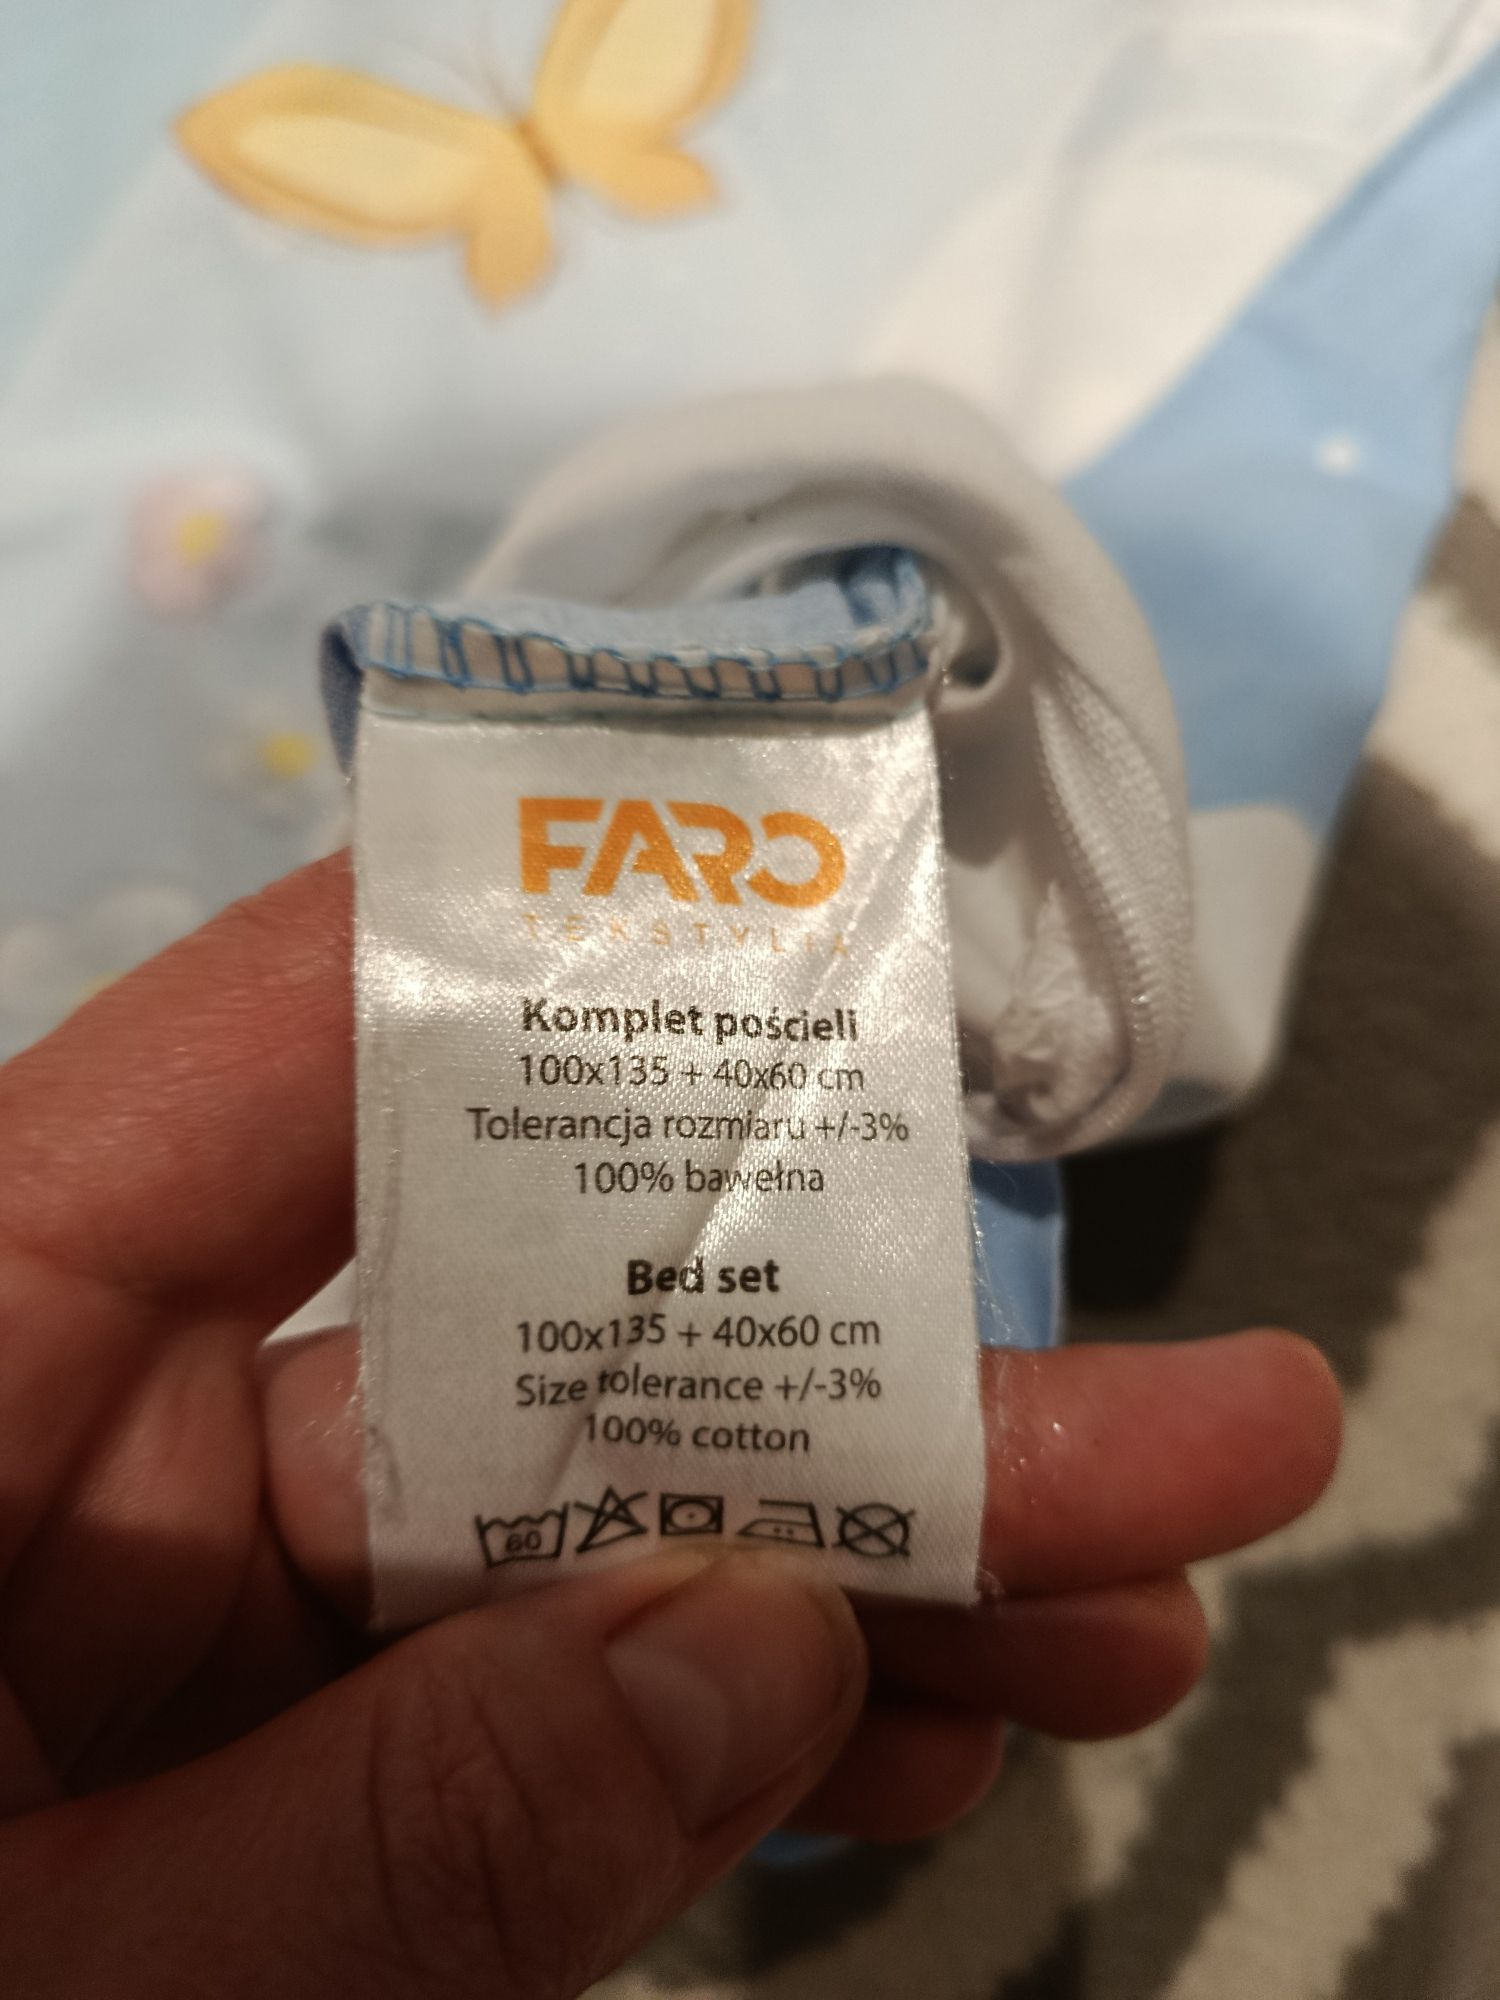 FARO
TEKSTYLIA
Komplet pościeli
100x135 + 40x60 cm
Tolerancja rozmiaru +/-3%
100% bawełna
Bed set
100x135 + 40x60 cm
Size tolerance +/-3%
100% cotton
60